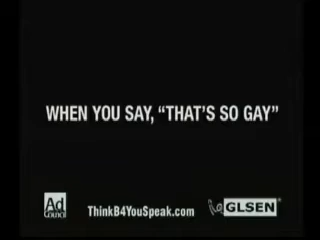 WHEN YOU SAY, "THAT'S SO GAY"
Ad
Council
ThinkB4YouSpeak.com
GLSEN